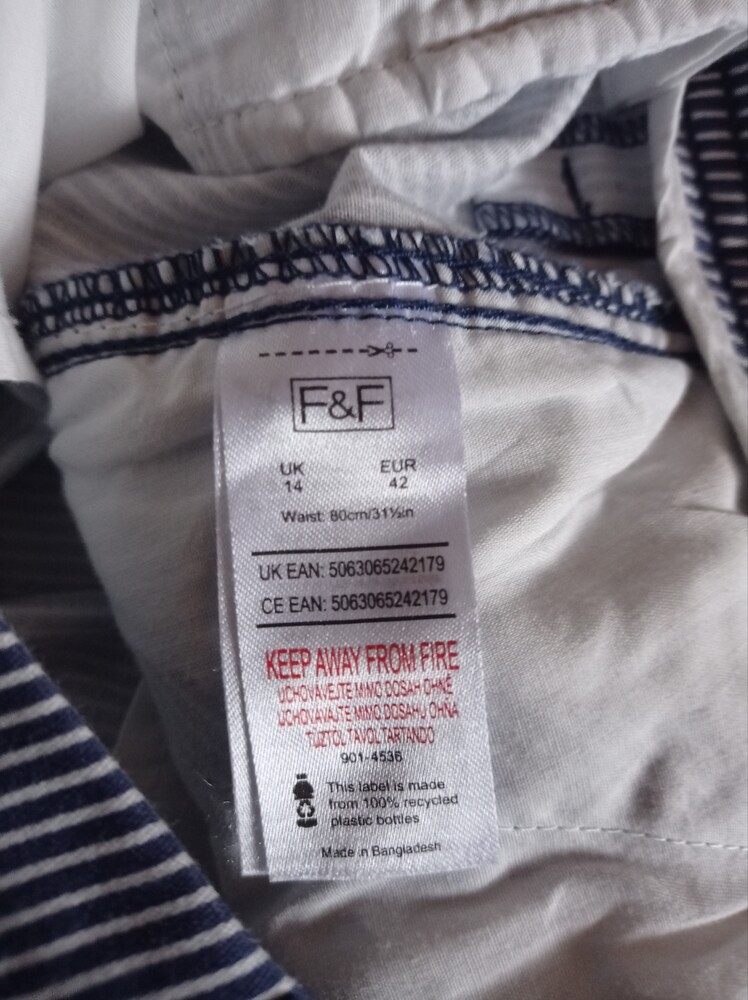 F&F
UK EUR
14 42
Waist: 80cm/31½in
UK EAN: 5063065242179
CE EAN: 5063065242179
KEEP AWAY FROM FIRE
UCHOVÁVEJTE MIMO DOSAH OHNĚ
UCHOVÁVAJTE MIMO DOSAHU OHŇA
TŰZTŐL TÁVOL TARTANDÓ
901-4536
This label is made
from 100% recycled
plastic bottles
Made in Bangladesh